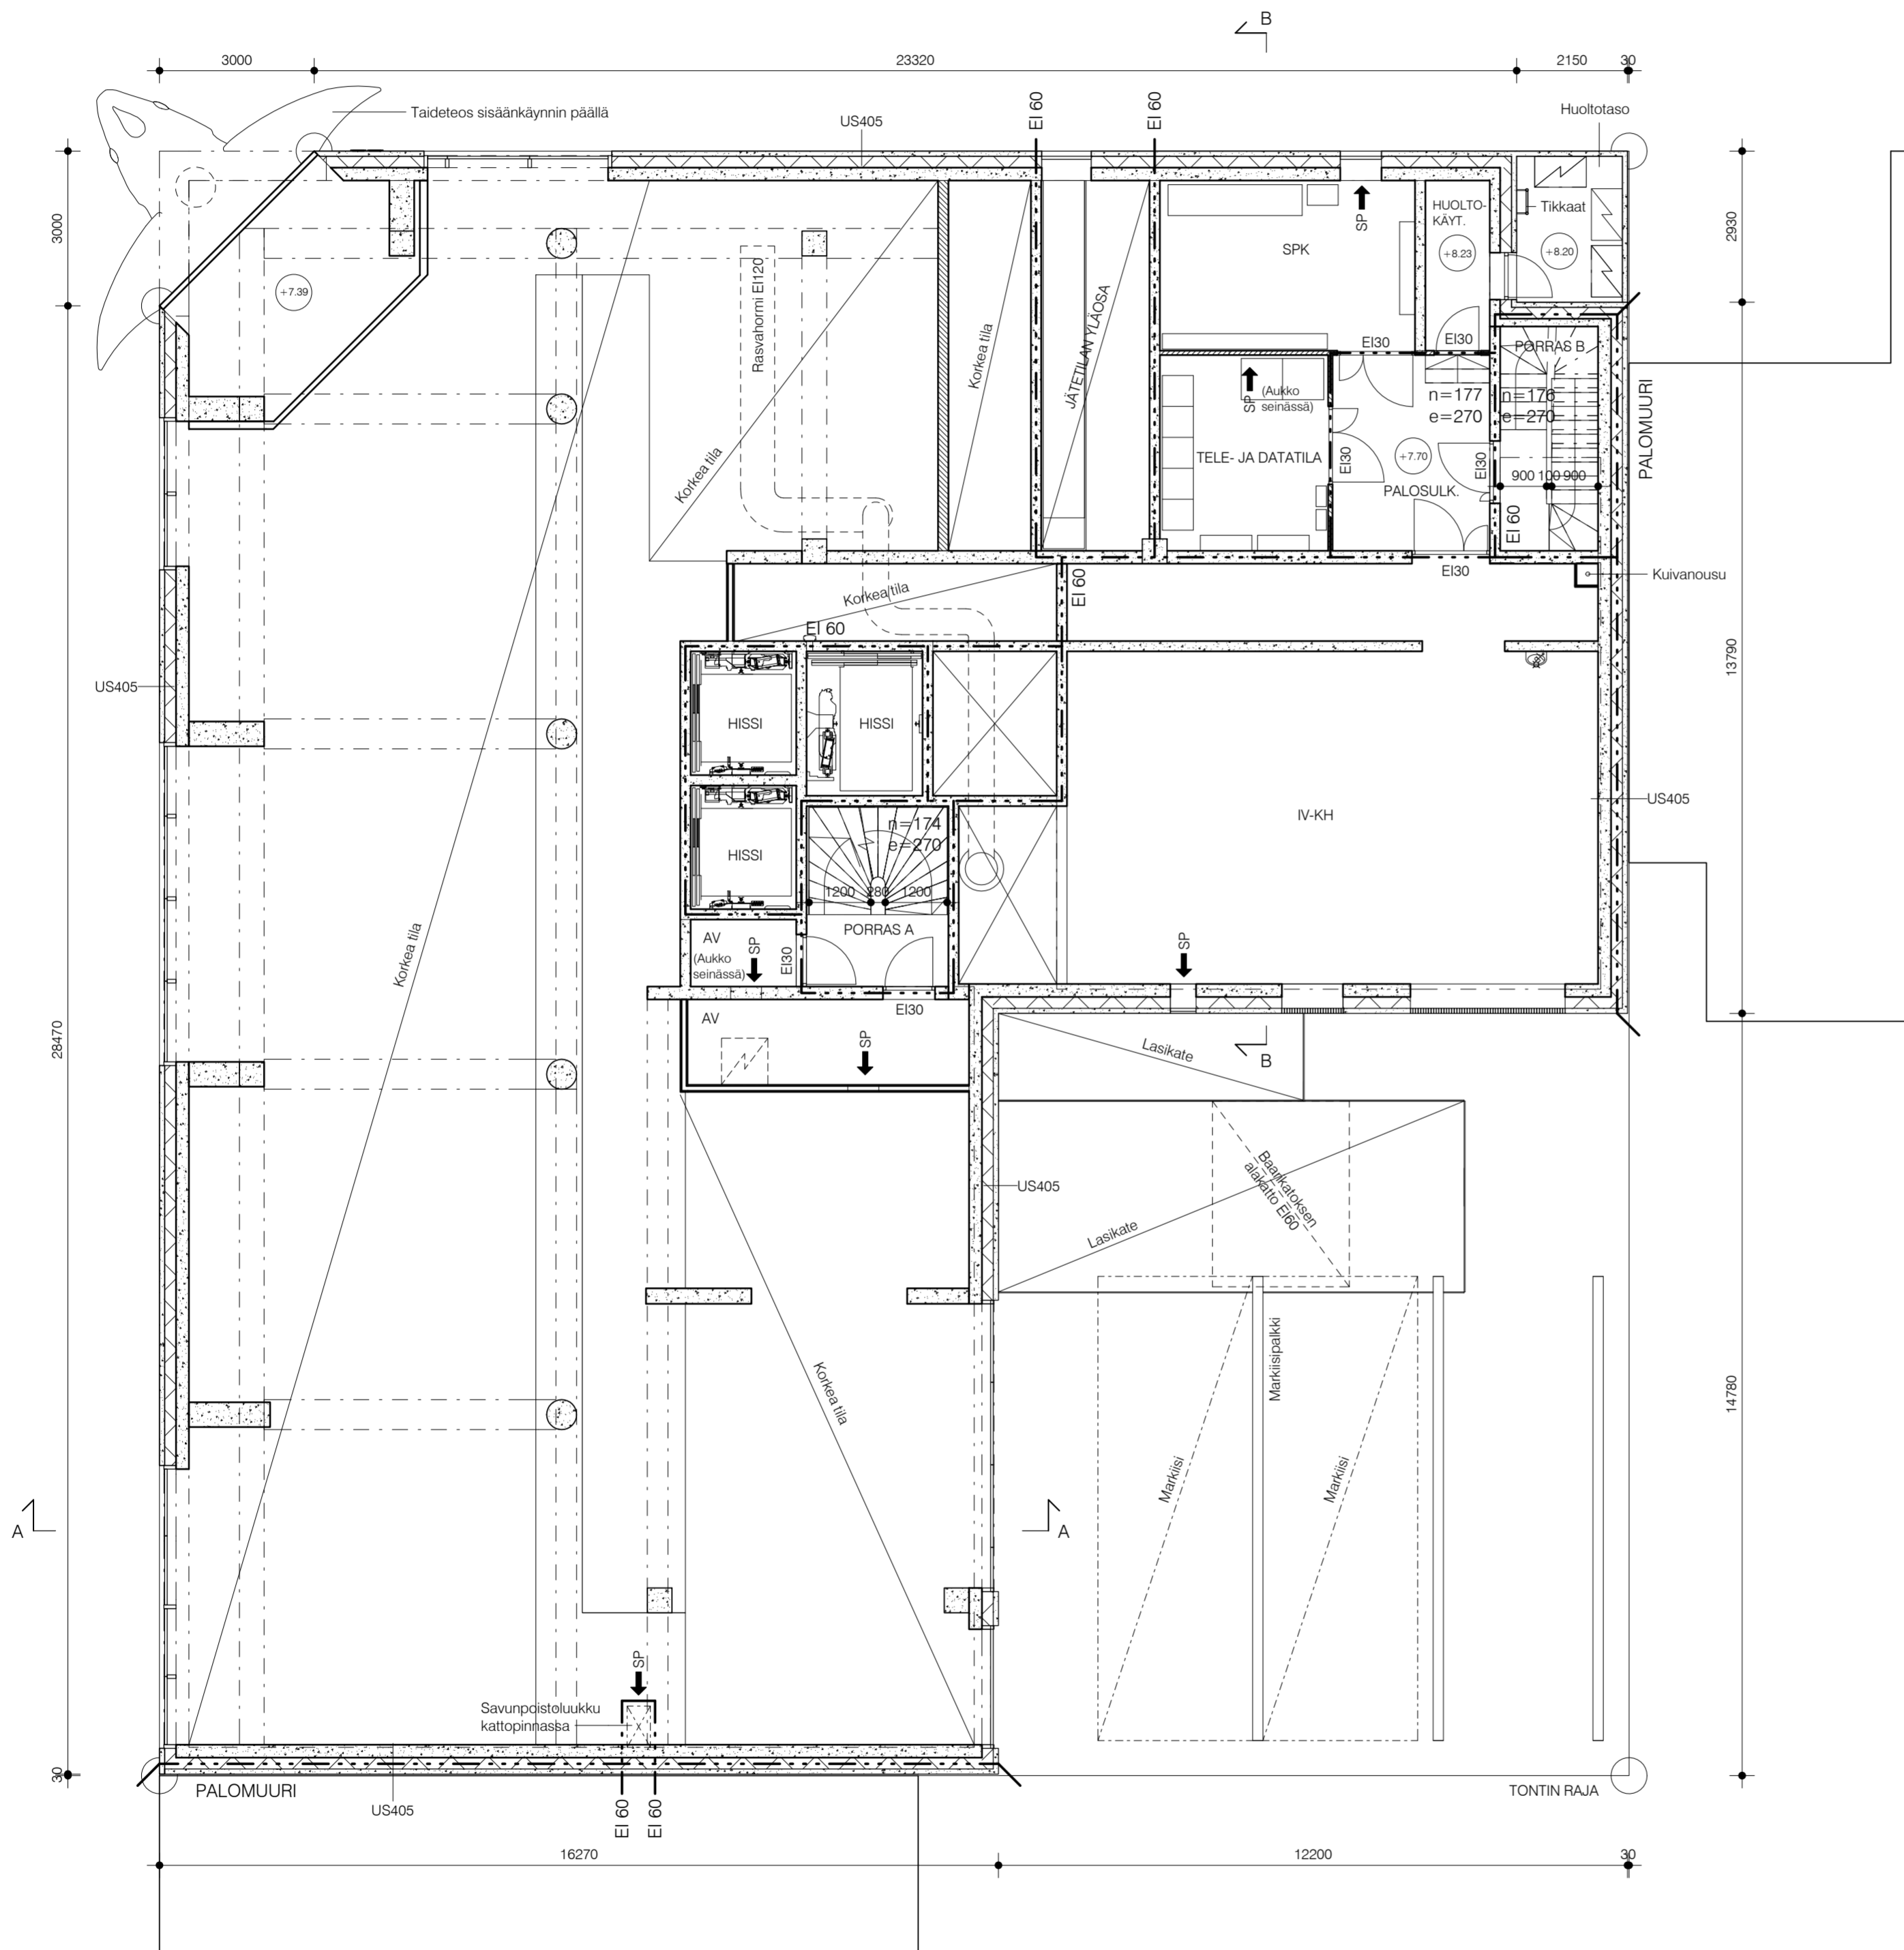 B
3000
23320
2150
30
Taideteos sisäänkäynnin päällä
US405
EI 60
EI 60
Huoltotaso
3000
+7.39
Rasvahormi EI120
Korkea tila
Korkea tila
JÄTETILAN YLÄOSA
SPK
SP
HUOLTO-
KÄYT.
+8.23
Tikkaat
+8.20
2930
EI30
EI30
PORRAS B
SP
(Aukko
seinässä)
n=177
e=270
n=176
e=270
PALOMUURI
TELE- JA DATATILA
EI30
+7.70
PALOSULK.
EI30
900
100
900
EI 60
EI30
Kuivanousu
Korkea tila
EI 60
EI 60
US405
HISSI
HISSI
13790
IV-KH
US405
HISSI
n=174
e=270
1200
280
1200
PORRAS A
Korkea tila
AV
(Aukko
seinässä)
SP
EI30
SP
EI30
AV
SP
28470
Lasikate
B
Baarikatoksen
alakatto EI60
US405
Lasikate
Markiisipalkki
Korkea tila
14780
Markiisi
Markiisi
A
A
SP
Savunpoistoluukku
kattopinnassa
30
PALOMUURI
US405
EI 60
EI 60
TONTIN RAJA
16270
12200
30